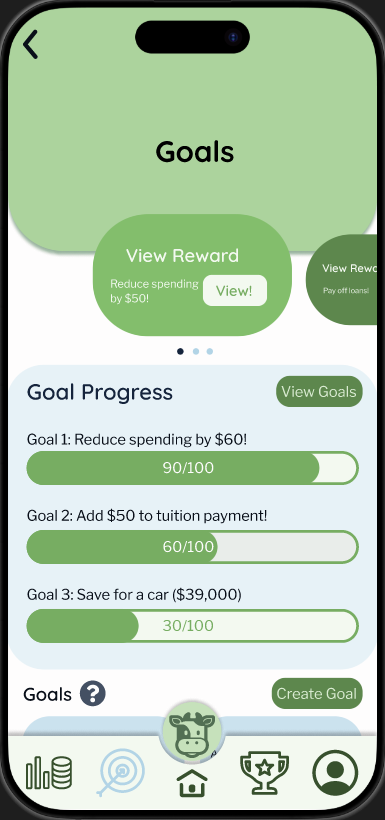 Goals
View Reward
Reduce spending
by $50!
View!
View Rewa
Pay off loans!
Goal Progress
View Goals
Goal 1: Reduce spending by $60!
90/100
Goal 2: Add $50 to tuition payment!
60/100
Goal 3: Save for a car ($39,000)
30/100
Goals
?
Create Goal